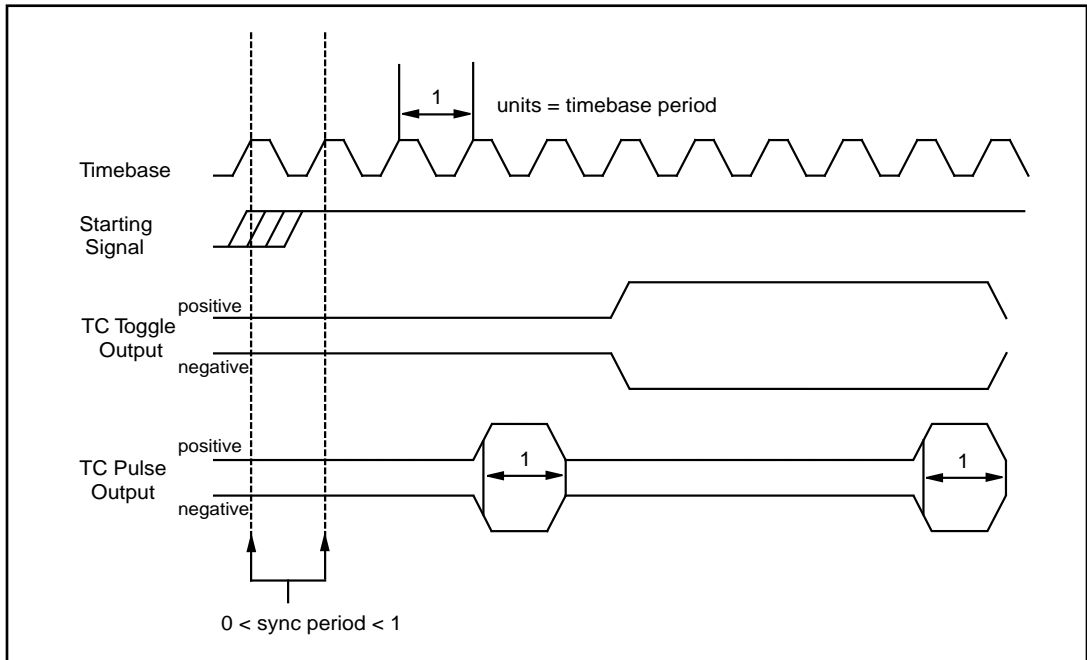 1
units = timebase period
Timebase
Starting
Signal
positive
TC Toggle
Output
negative
positive
TC Pulse
Output
1
1
negative
0 < sync period < 1